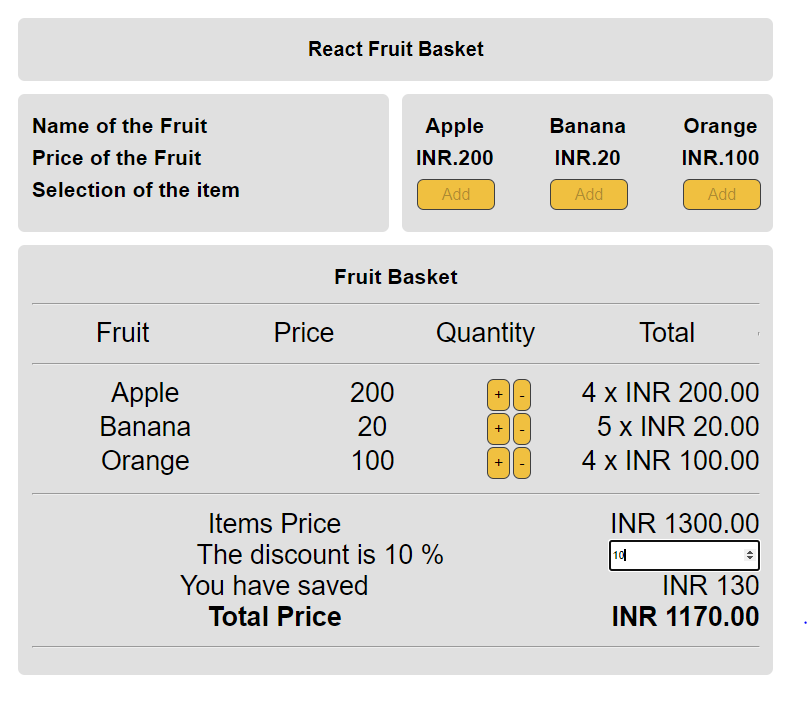 React Fruit Basket
Name of the Fruit
Price of the Fruit
Selection of the item
Apple Banana Orange
INR.200 INR.20 INR.100
Add Add Add
Fruit Basket
Fruit Price Quantity Total
Apple 200 + - 4 x INR 200.00
Banana 20 + - 5 x INR 20.00
Orange 100 + - 4 x INR 100.00
Items Price INR 1300.00
The discount is 10 % 10
You have saved INR 130
Total Price INR 1170.00